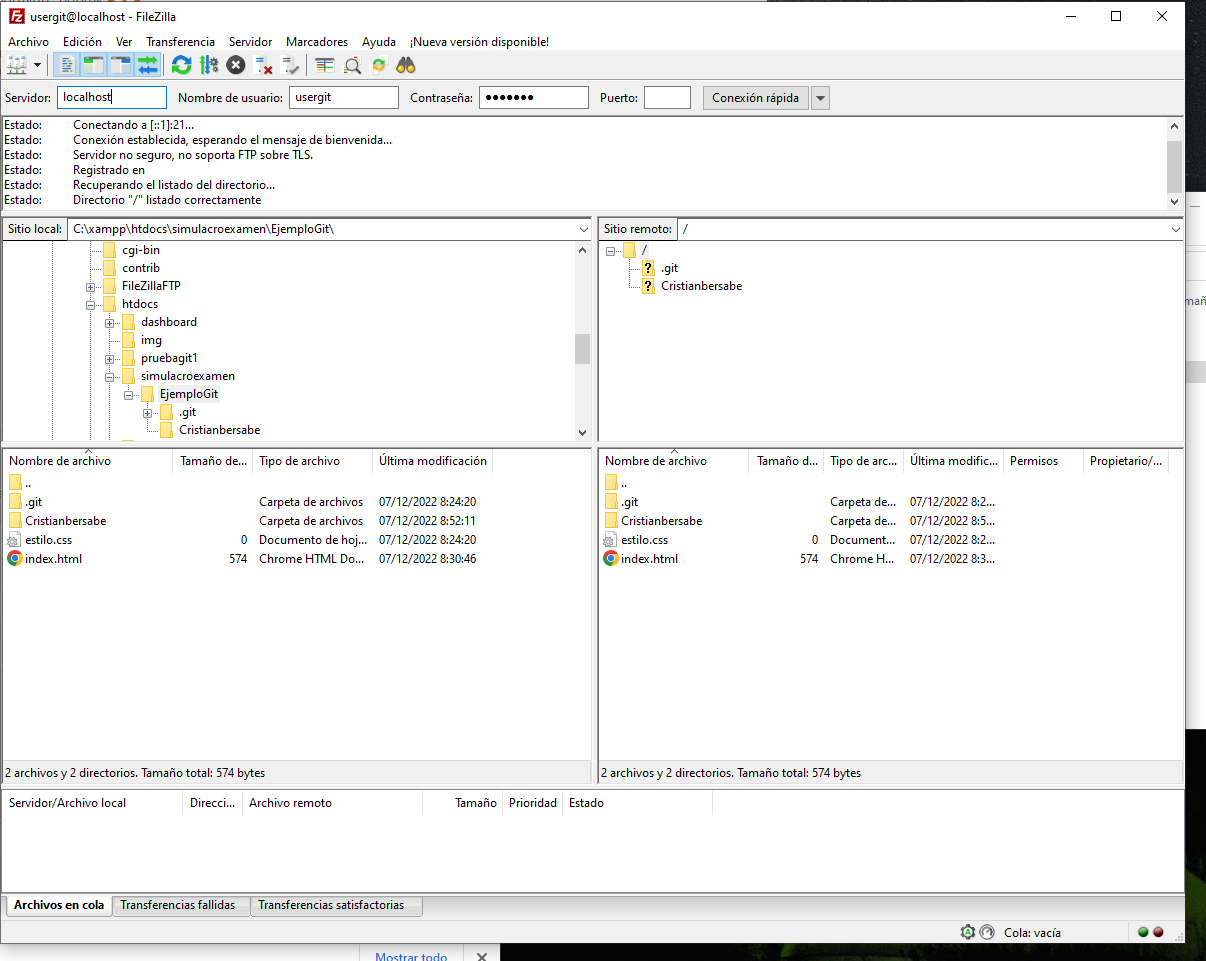 usergit@localhost - FileZilla
Archivo Edición Ver Transferencia Servidor Marcadores Ayuda ¡Nueva versión disponible!
Servidor: localhost Nombre de usuario: usergit Contraseña: ●●●●●●● Puerto: Conexión rápida
Estado: Conectando a [::1]:21...
Estado: Conexión establecida, esperando el mensaje de bienvenida...
Estado: Servidor no seguro, no soporta FTP sobre TLS.
Estado: Registrado en
Estado: Recuperando el listado del directorio...
Estado: Directorio "/" listado correctamente
Sitio local: C:\xampp\htdocs\simulacroexamen\EjemploGit\
cgi-bin
contrib
FileZillaFTP
htdocs
dashboard
img
pruebagit1
simulacroexamen
EjemploGit
.git
Cristianbersabe
Sitio remoto: /
/
.git
Cristianbersabe
Nombre de archivo Tamaño de... Tipo de archivo Última modificación
..
.git Carpeta de archivos 07/12/2022 8:24:20
Cristianbersabe Carpeta de archivos 07/12/2022 8:52:11
estilo.css 0 Documento de hoj... 07/12/2022 8:24:20
index.html 574 Chrome HTML Do... 07/12/2022 8:30:46
2 archivos y 2 directorios. Tamaño total: 574 bytes
Nombre de archivo Tamaño d... Tipo de arc... Última modific... Permisos Propietario/...
..
.git Carpeta de... 07/12/2022 8:2...
Cristianbersabe Carpeta de... 07/12/2022 8:5...
estilo.css 0 Document... 07/12/2022 8:2...
index.html 574 Chrome H... 07/12/2022 8:3...
2 archivos y 2 directorios. Tamaño total: 574 bytes
Servidor/Archivo local Direcci... Archivo remoto Tamaño Prioridad Estado
Archivos en cola Transferencias fallidas Transferencias satisfactorias
Cola: vacía
Mostrar todo